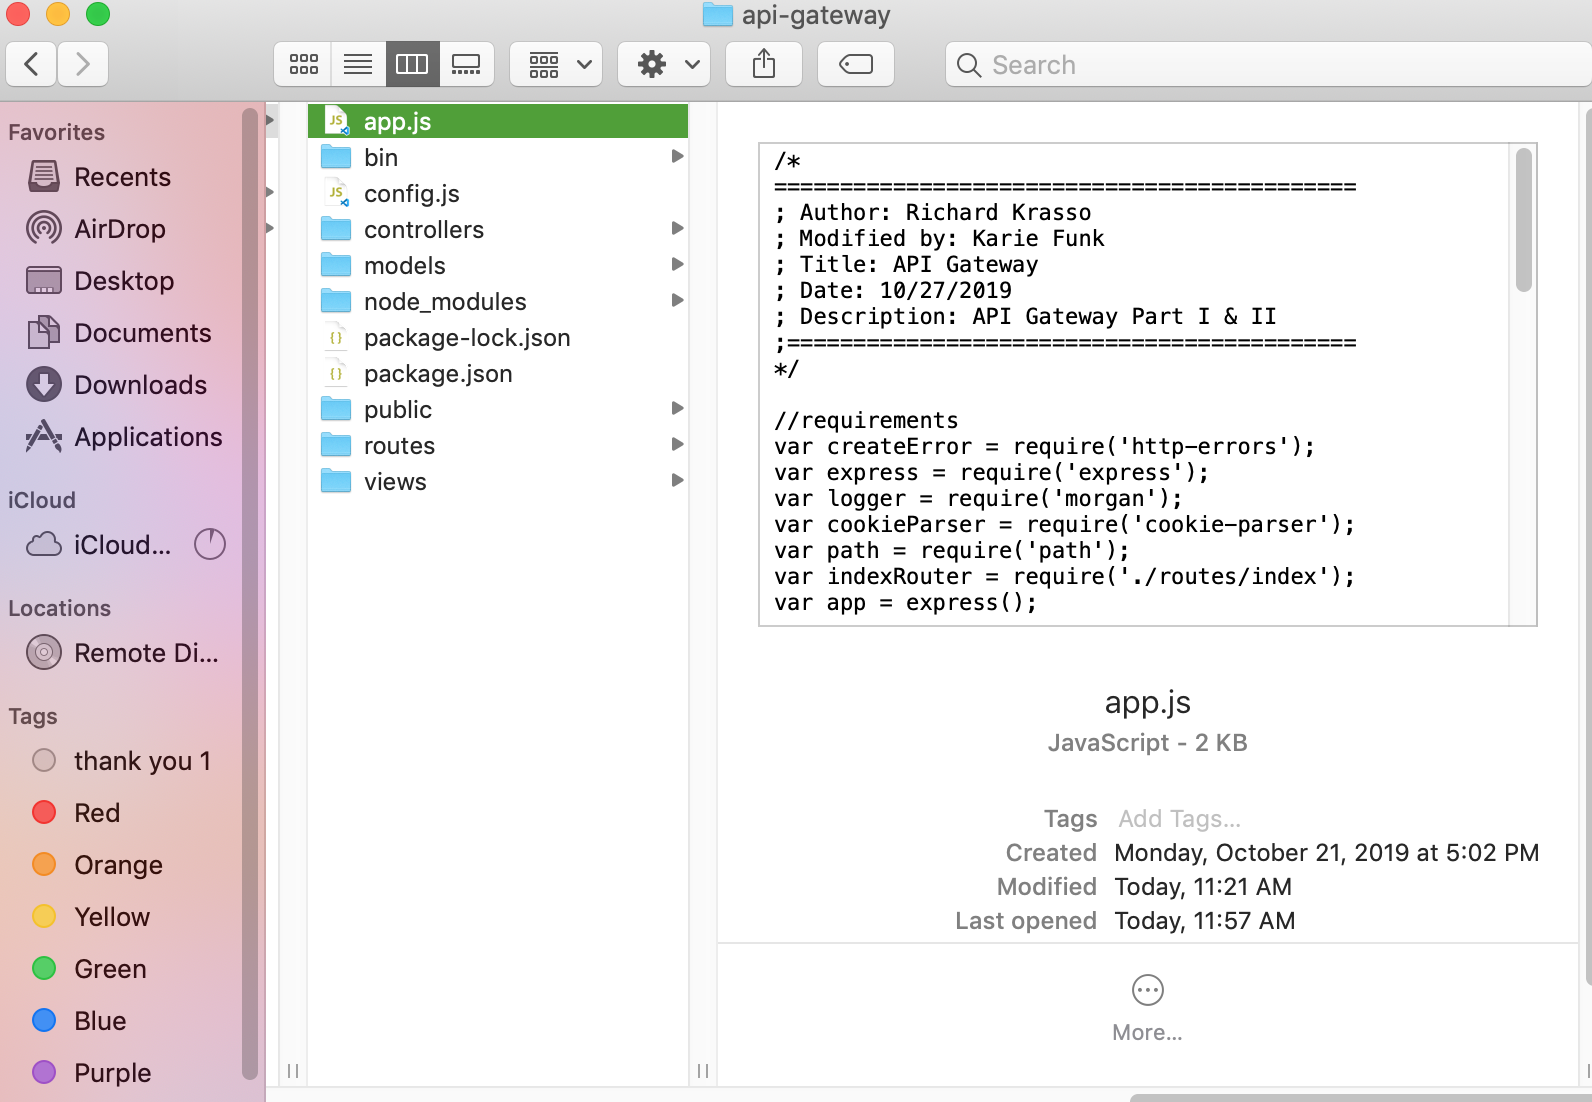 api-gateway
Search
Favorites
Recents
AirDrop
Desktop
Documents
Downloads
Applications
iCloud
iCloud...
Locations
Remote Di...
Tags
thank you 1
Red
Orange
Yellow
Green
Blue
Purple
JS app.js
bin
JS config.js
controllers
models
node_modules
{ } package-lock.json
{ } package.json
public
routes
views
/*
============================================
; Author: Richard Krasso
; Modified by: Karie Funk
; Title: API Gateway
; Date: 10/27/2019
; Description: API Gateway Part I & II
;===========================================
*/
//requirements
var createError = require('http-errors');
var express = require('express');
var logger = require('morgan');
var cookieParser = require('cookie-parser');
var path = require('path');
var indexRouter = require('./routes/index');
var app = express();
app.js
JavaScript - 2 KB
Tags Add Tags...
Created Monday, October 21, 2019 at 5:02 PM
Modified Today, 11:21 AM
Last opened Today, 11:57 AM
More...